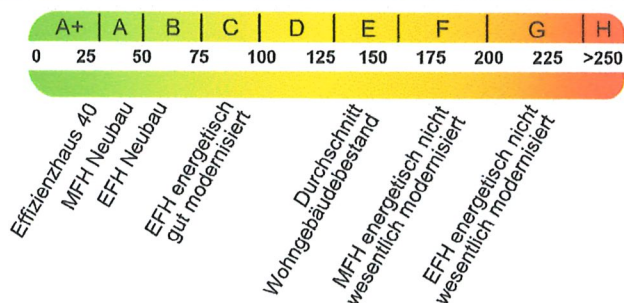 A+ A B C D E F G H
0 25 50 75 100 125 150 175 200 225 >250
Effizienzhaus 40
MFH Neubau
EFH Neubau
EFH energetisch
gut modernisiert
Durchschnitt
Wohngebäudebestand
MFH energetisch nicht
wesentlich modernisiert
EFH energetisch nicht
wesentlich modernisiert